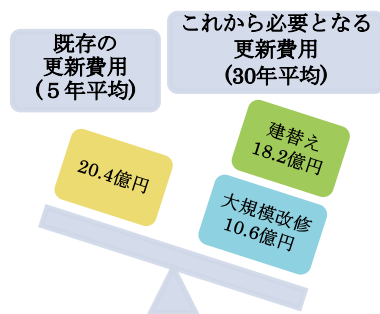 既存の
更新費用
(５年平均)
これから必要となる
更新費用
(30年平均)
20.4億円
建替え
18.2億円
大規模改修
10.6億円